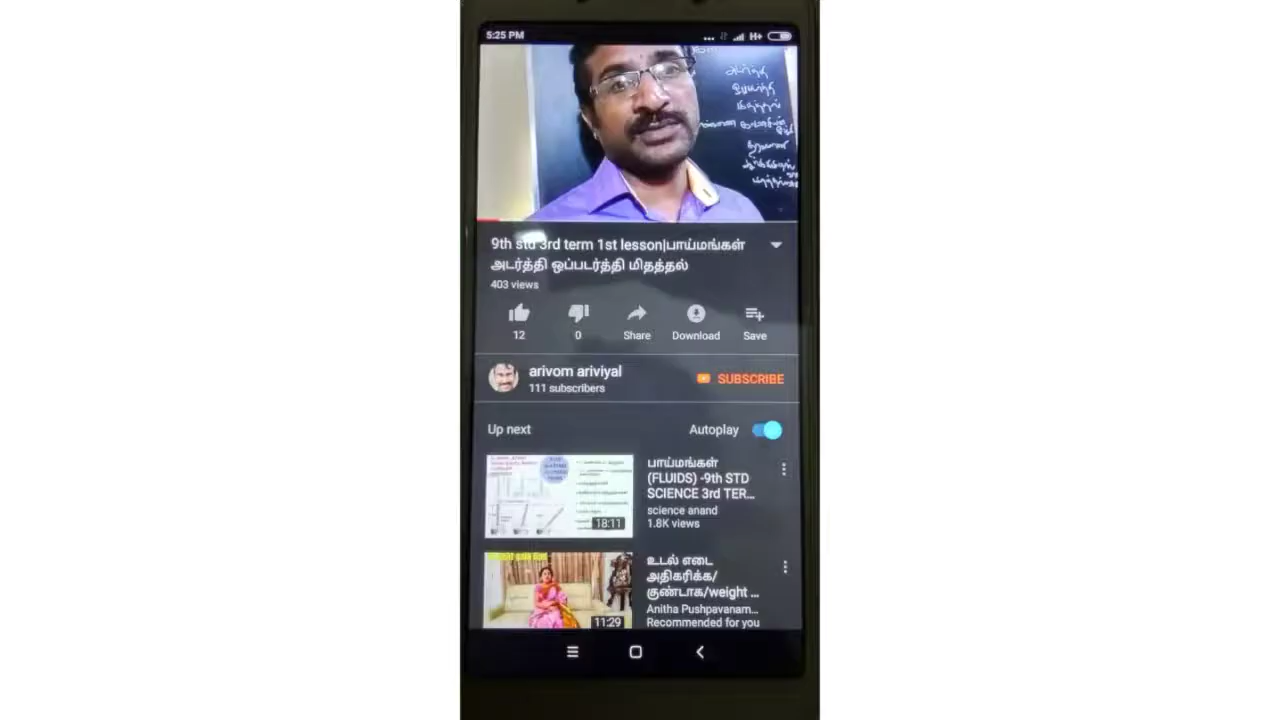 5:25 PM
H+
அடர்த்தி
9th std 3rd term 1st lesson|பாய்மங்கள்
அடர்த்தி ஒப்படர்த்தி மிதத்தல்
403 views
12
0
Share
Download
Save
arivom ariviyal
111 subscribers
SUBSCRIBE
Up next
Autoplay
பாய்மங்கள்
(FLUIDS) -9th STD
SCIENCE 3rd TER...
science anand
1.8K views
18:11
உடல் எடை
அதிகரிக்க/
குண்டாக/weight ...
Anitha Pushpavanam...
Recommended for you
11:29